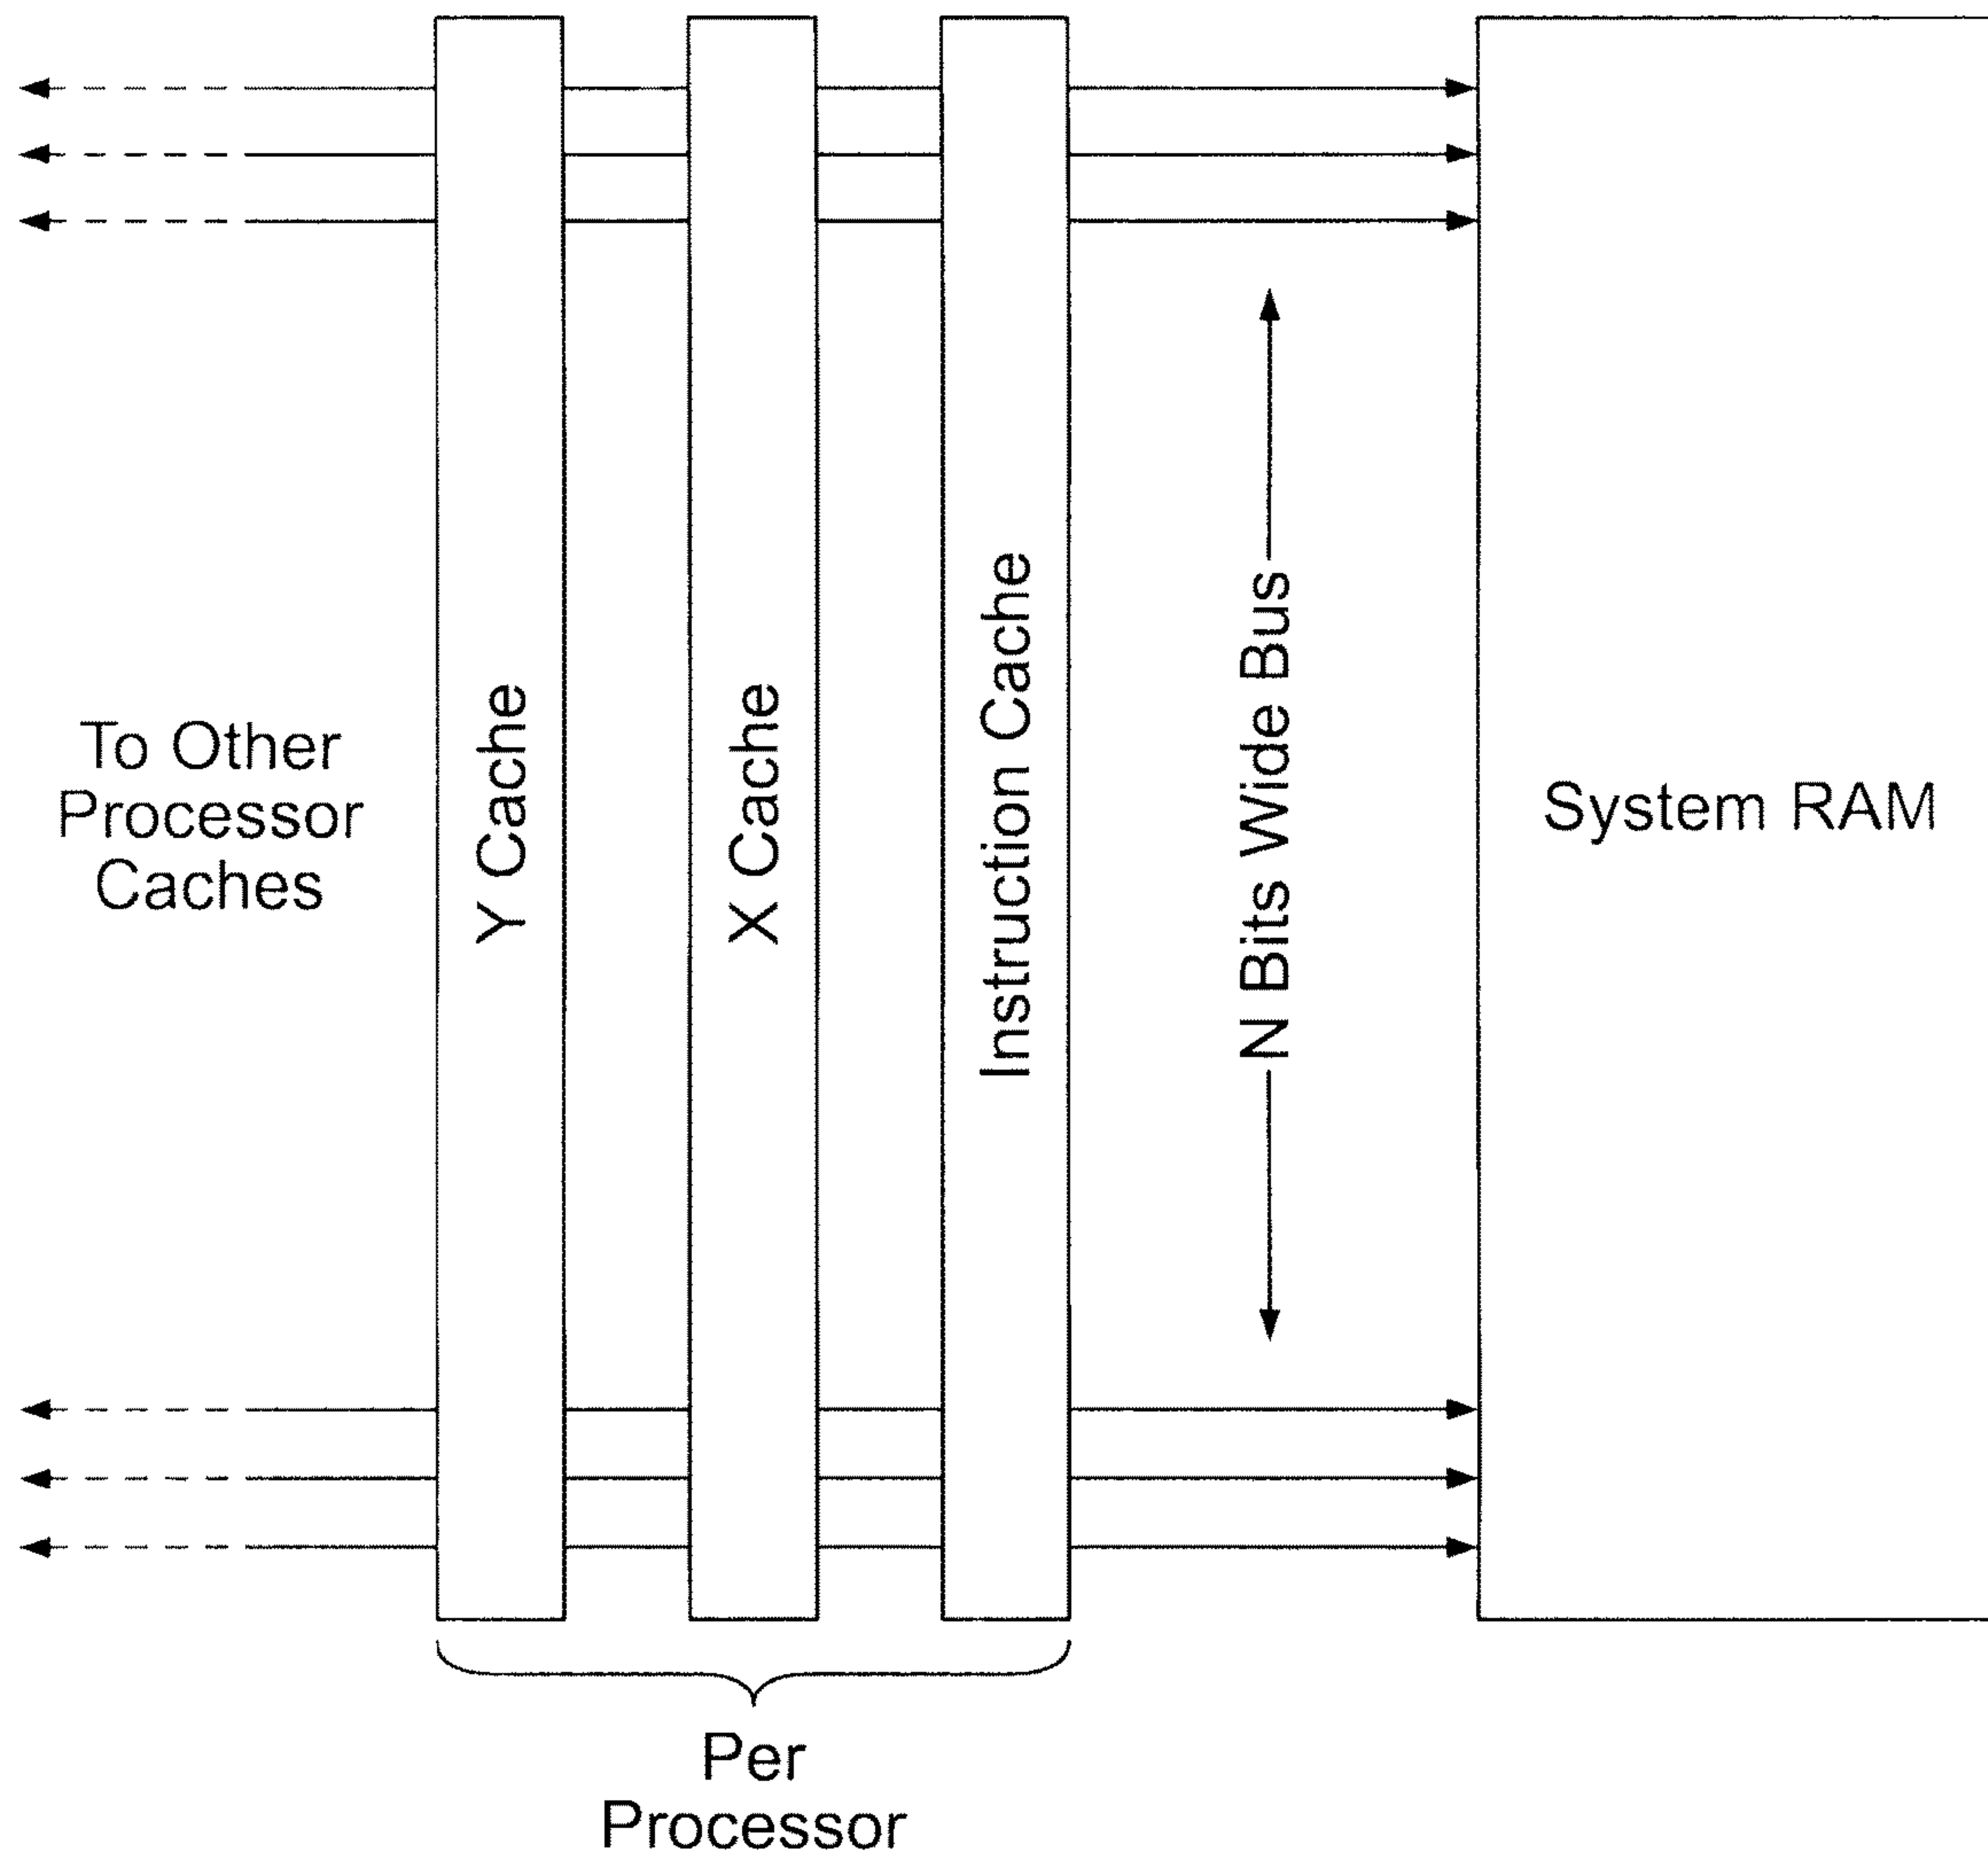 To Other
Processor
Caches
Y Cache
X Cache
Instruction Cache
N Bits Wide Bus
System RAM
Per
Processor